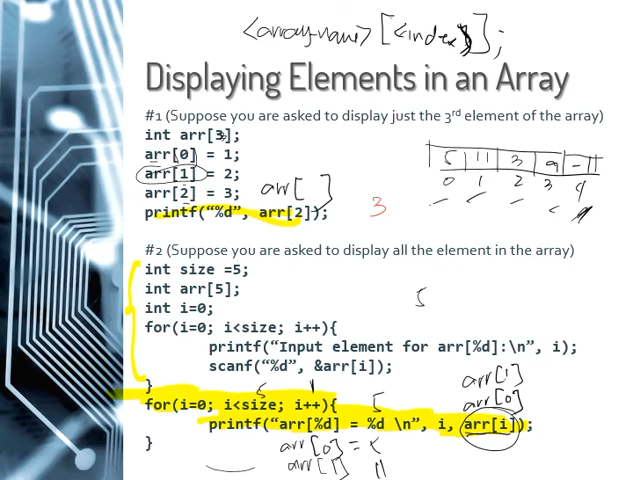 <array-name>[<index>];
Displaying Elements in an Array
#1 (Suppose you are asked to display just the 3rd element of the array)
int arr[3];
arr[0] = 1;
arr[1] = 2;
arr[2] = 3;
printf(“%d”, arr[2]);
arr[ ]
3
5 11 3 9 -11
0 1 2 3 4
#2 (Suppose you are asked to display all the element in the array)
int size =5;
int arr[5];
int i=0;
for(i=0; i<size; i++){
printf(“Input element for arr[%d]:\n”, i);
scanf(“%d”, &arr[i]);
}
5
arr[1]
arr[0]
5 1 5
for(i=0; i<size; i++){
printf(“arr[%d] = %d \n”, i, arr[i]);
}
arr[0] =
arr[1] 11